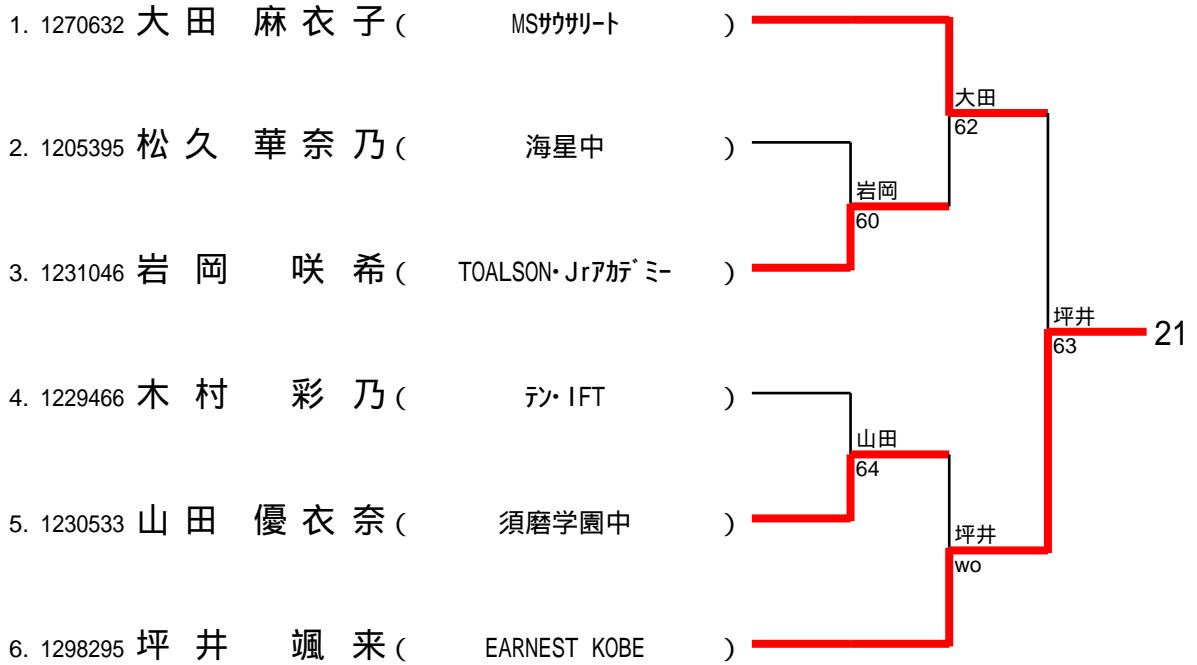 1. 1270632 大田 麻衣子( MSサウサリート )
大田
62
2. 1205395 松久 華奈乃( 海星中 )
岩岡
60
3. 1231046 岩岡 咲希( TOALSON・Jrアカデミー )
坪井
63
21
4. 1229466 木村 彩乃( テン・IFT )
山田
64
5. 1230533 山田 優衣奈( 須磨学園中 )
坪井
wo
6. 1298295 坪井 颯来( EARNEST KOBE )